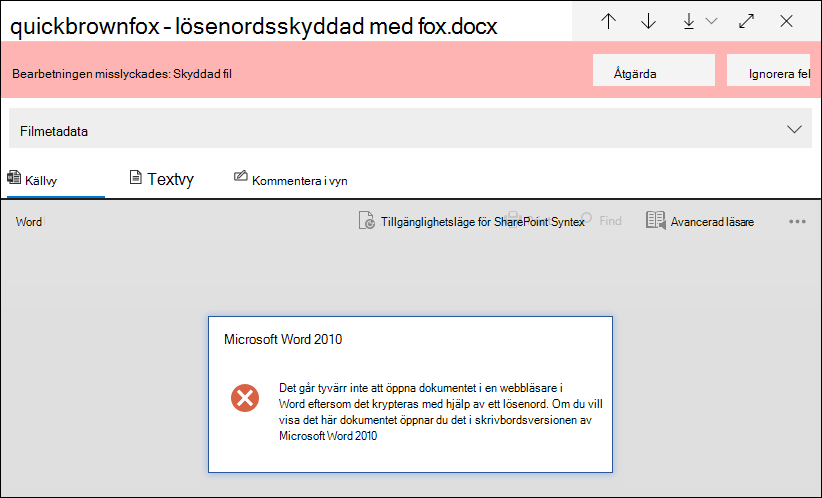 quickbrownfox - lösenordsskyddad med fox.docx
Bearbetningen misslyckades: Skyddad fil
Åtgärda
Ignorera fel
Filmetadata
Källvy
Textvy
Kommentera i vyn
Word
Tillgänglighetsläge för SharePoint Syntex
Find
Avancerad läsare
Microsoft Word 2010
Det går tyvärr inte att öppna dokumentet i en webbläsare i
Word eftersom det krypteras med hjälp av ett lösenord. Om du vill
visa det här dokumentet öppnar du det i skrivbordsversionen av
Microsoft Word 2010